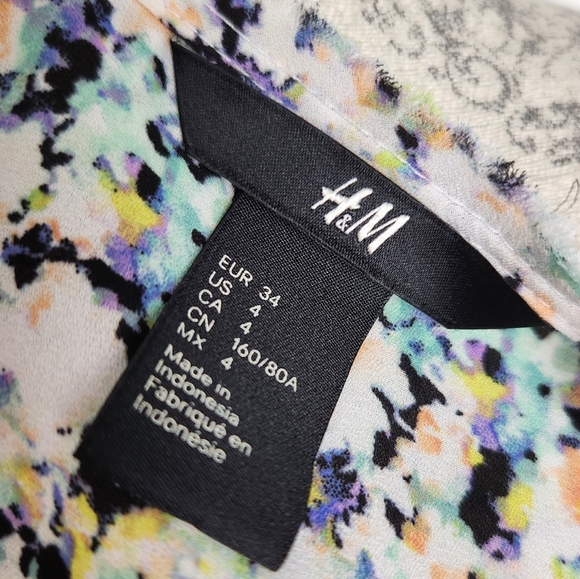 H&M
EUR 34
US 4
CA 4
CN 160/80A
MX 4
Made in
Indonesia
Fabriqué en
Indonésie